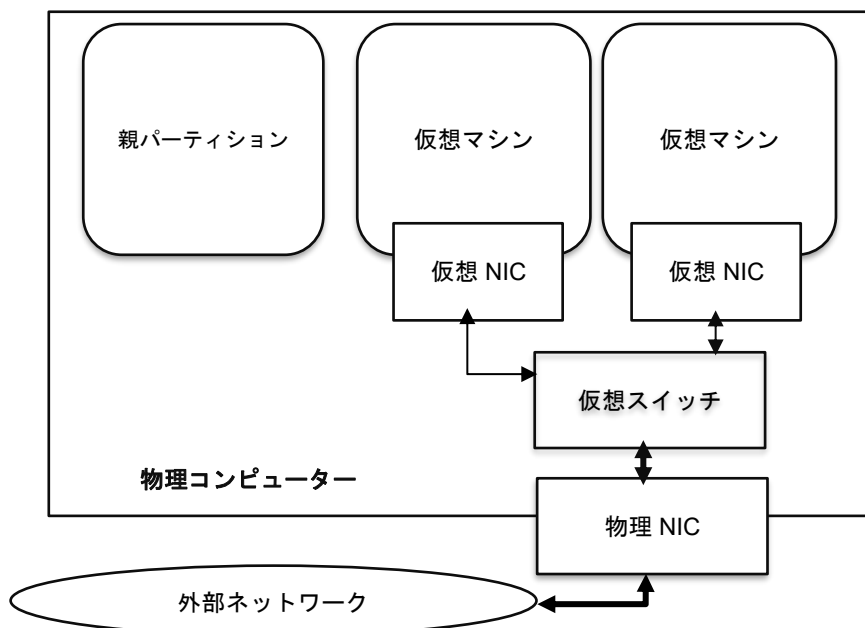 親パーティション
仮想マシン
仮想マシン
仮想 NIC
仮想 NIC
仮想スイッチ
物理コンピューター
物理 NIC
外部ネットワーク